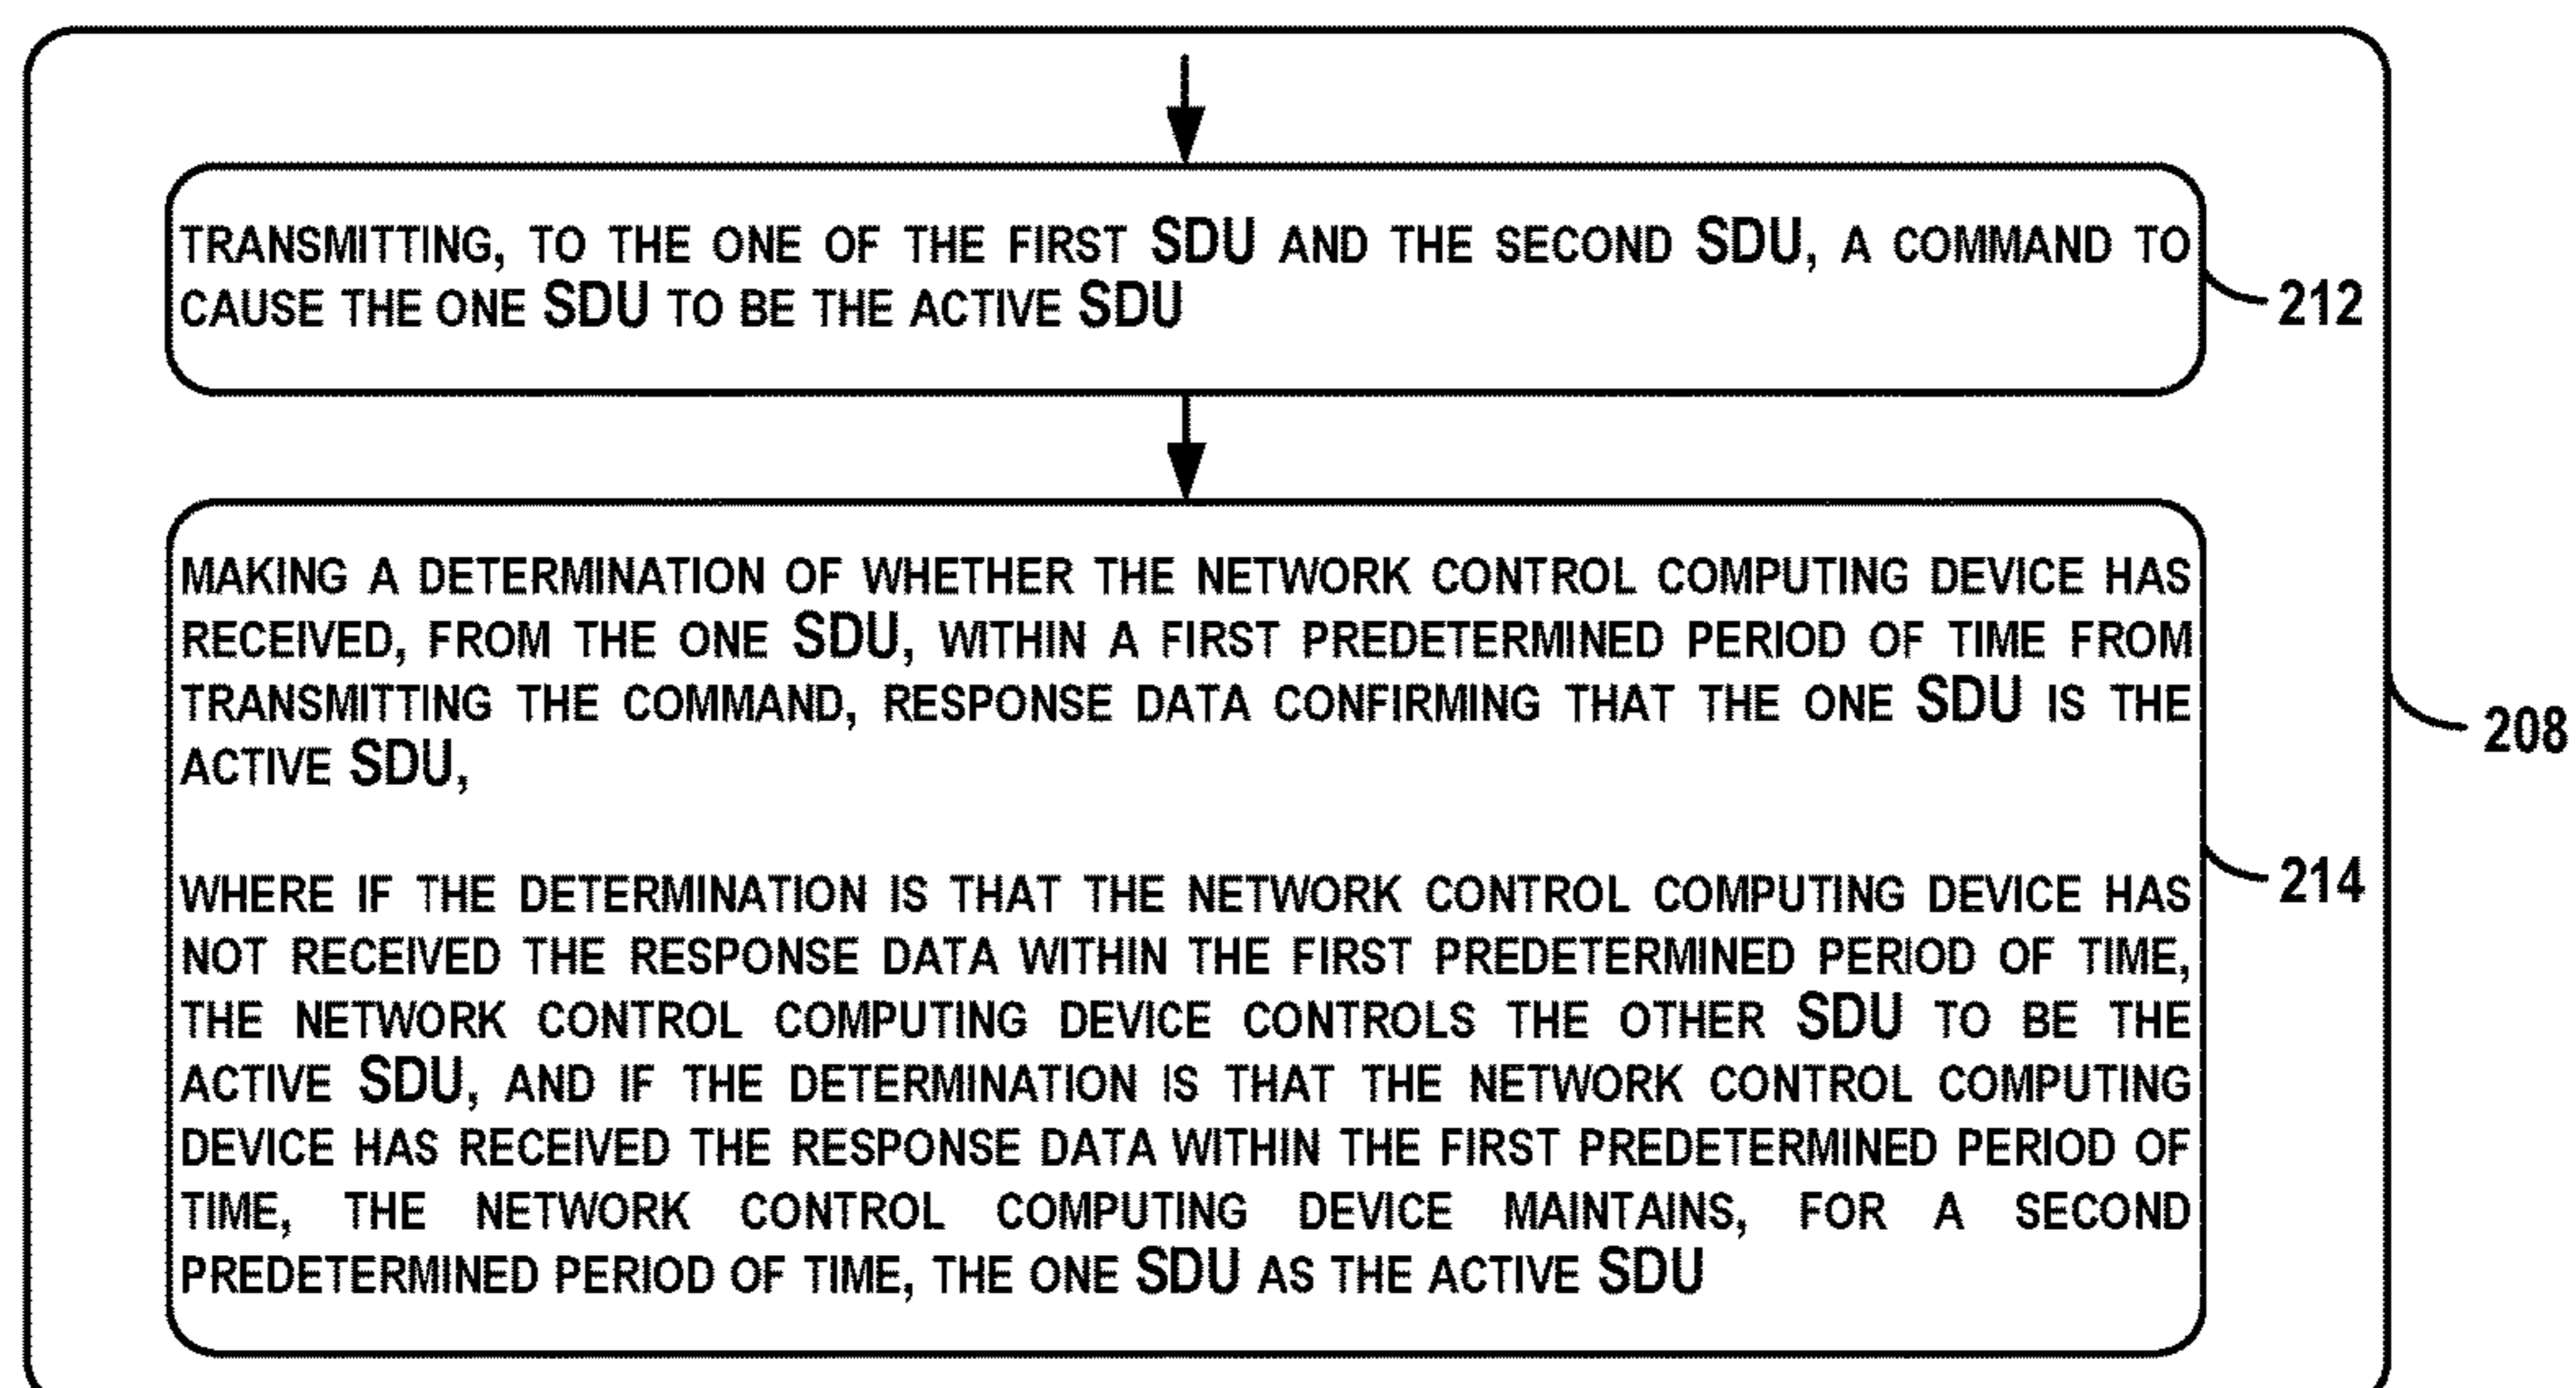 TRANSMITTING, TO THE ONE OF THE FIRST SDU AND THE SECOND SDU, A COMMAND TO
CAUSE THE ONE SDU TO BE THE ACTIVE SDU
212
MAKING A DETERMINATION OF WHETHER THE NETWORK CONTROL COMPUTING DEVICE HAS
RECEIVED, FROM THE ONE SDU, WITHIN A FIRST PREDETERMINED PERIOD OF TIME FROM
TRANSMITTING THE COMMAND, RESPONSE DATA CONFIRMING THAT THE ONE SDU IS THE
ACTIVE SDU,
208
WHERE IF THE DETERMINATION IS THAT THE NETWORK CONTROL COMPUTING DEVICE HAS
NOT RECEIVED THE RESPONSE DATA WITHIN THE FIRST PREDETERMINED PERIOD OF TIME,
THE NETWORK CONTROL COMPUTING DEVICE CONTROLS THE OTHER SDU TO BE THE
ACTIVE SDU, AND IF THE DETERMINATION IS THAT THE NETWORK CONTROL COMPUTING
DEVICE HAS RECEIVED THE RESPONSE DATA WITHIN THE FIRST PREDETERMINED PERIOD OF
TIME, THE NETWORK CONTROL COMPUTING DEVICE MAINTAINS, FOR A SECOND
PREDETERMINED PERIOD OF TIME, THE ONE SDU AS THE ACTIVE SDU
214